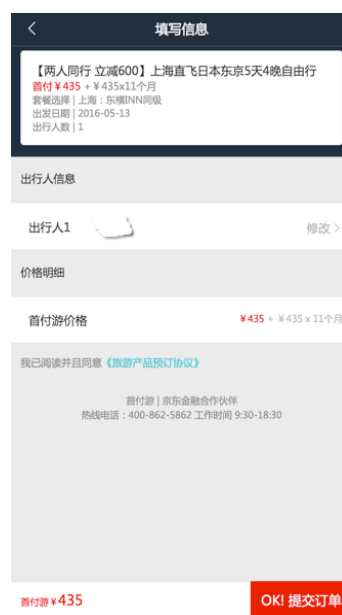 填写信息
【两人同行 立减600】上海直飞日本东京5天4晚自由行
首付¥435 + ¥435x11个月
套餐选择 | 上海：东横INN同级
出发日期 | 2016-05-13
出行人数 | 1
出行人信息
出行人1 修改
价格明细
首付游价格 ¥435 + ¥435 x 11个月
我已阅读并且同意《旅游产品预订协议》
首付游 | 京东金融合作伙伴
热线电话：400-862-5862 工作时间 9:30-18:30
首付游¥435 OK! 提交订单